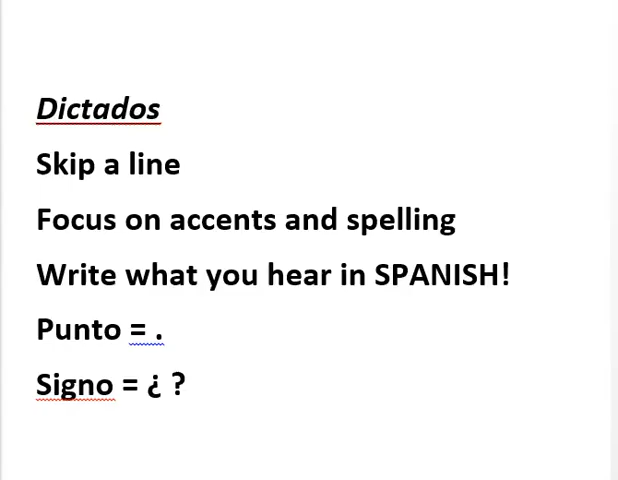 Dictados
Skip a line
Focus on accents and spelling
Write what you hear in SPANISH!
Punto = .
Signo = ¿ ?